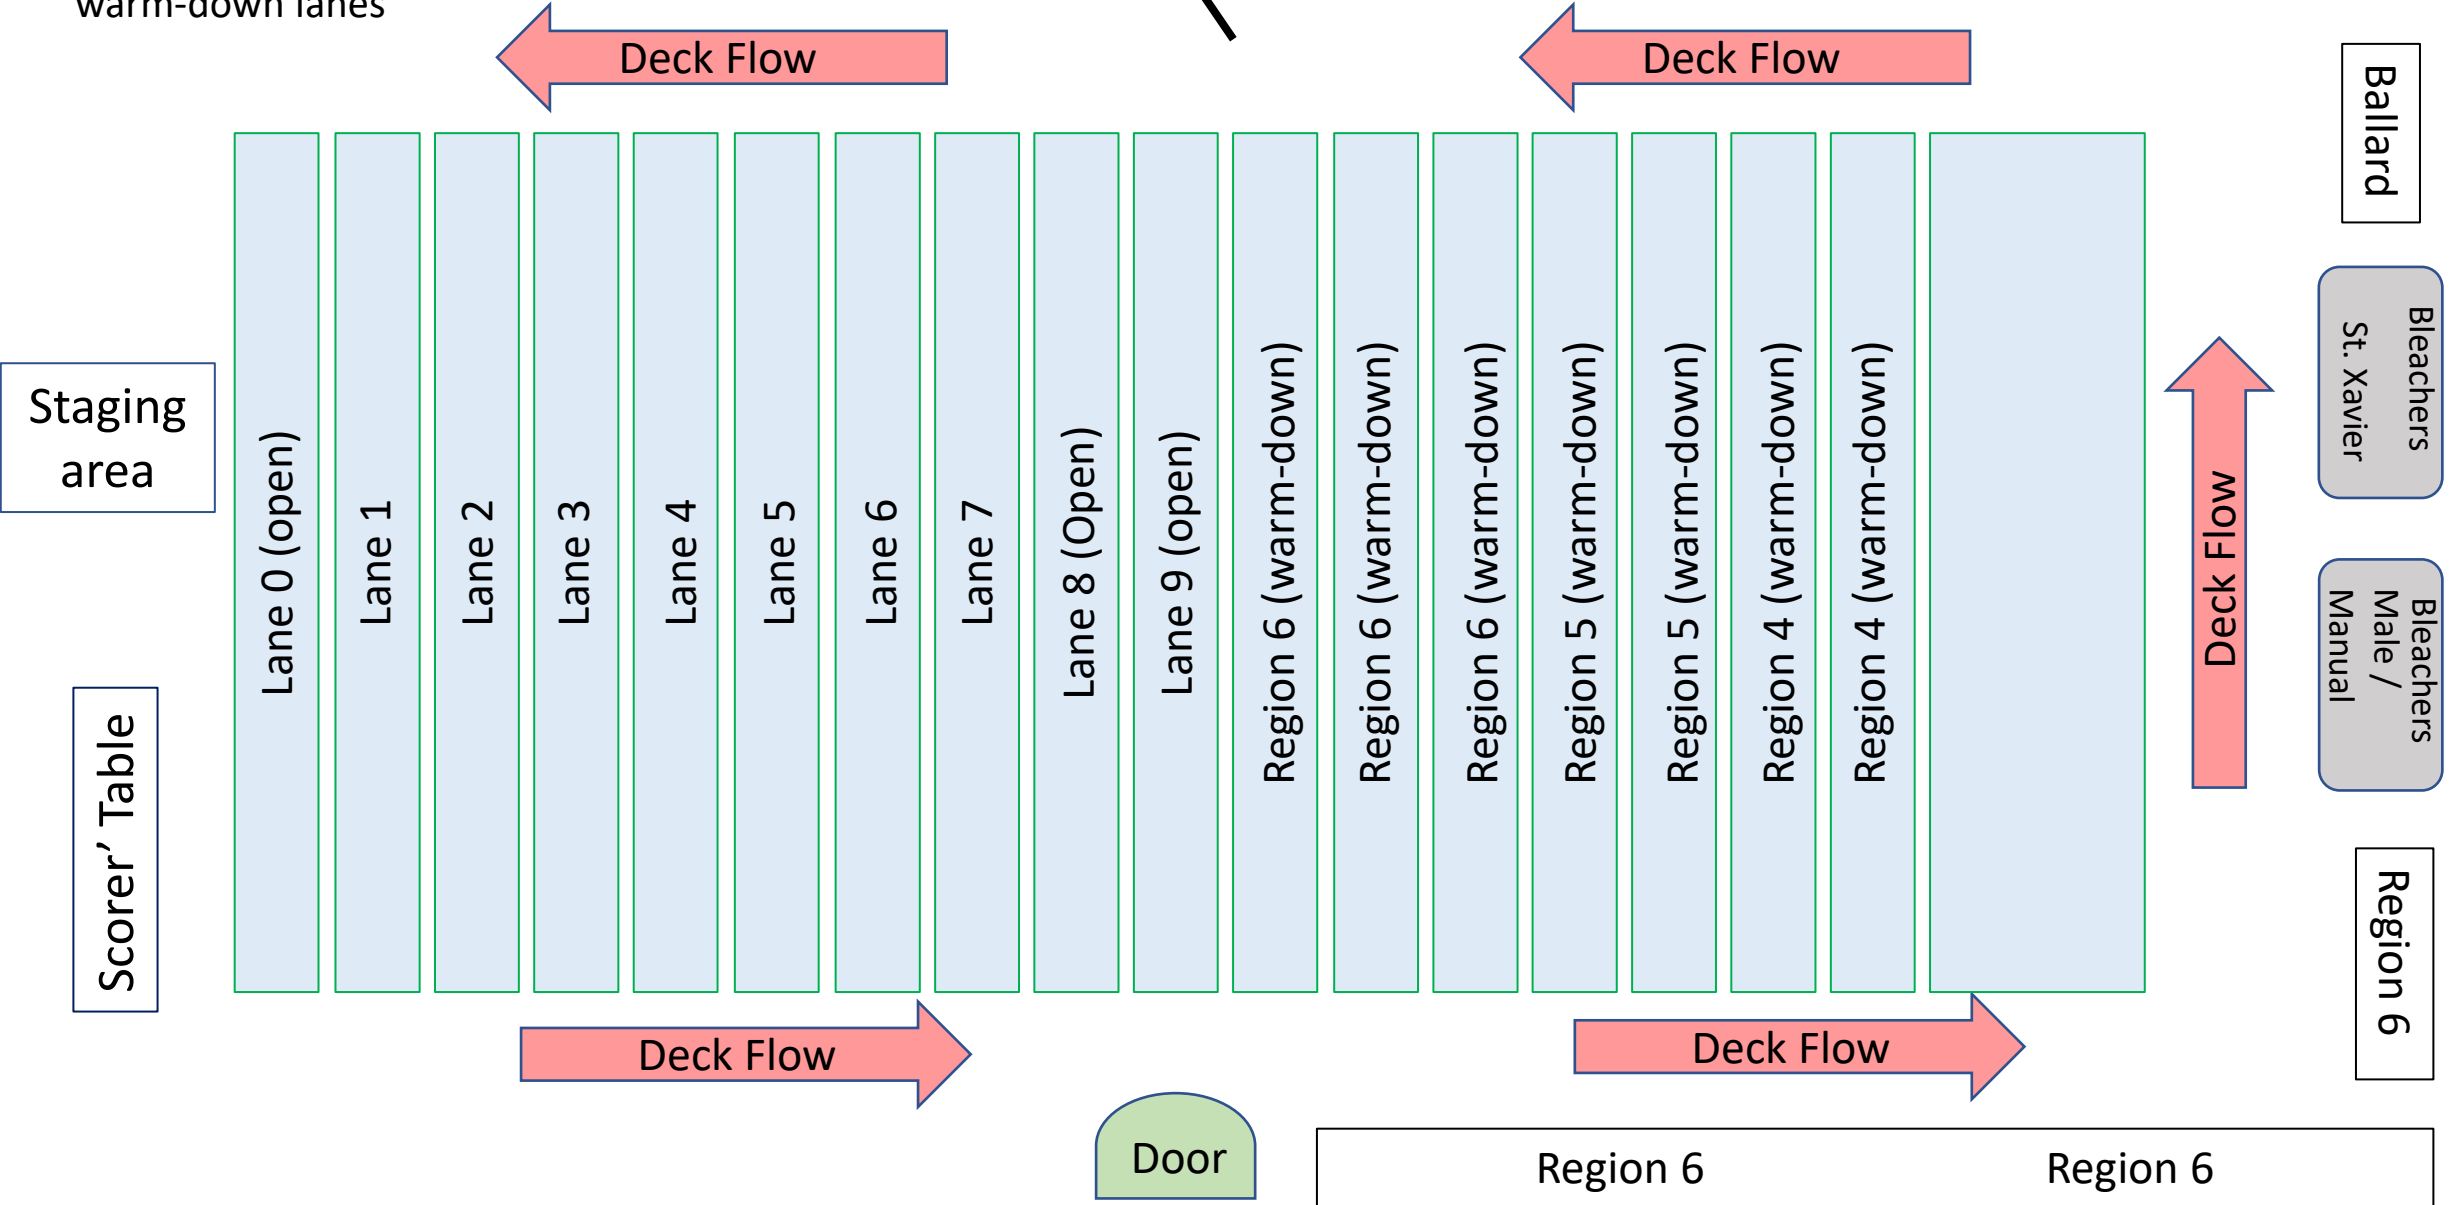 warm-down lanes
Deck Flow
Deck Flow
Ballard
Bleachers
St. Xavier
Staging
area
Lane 0 (open)
Lane 1
Lane 2
Lane 3
Lane 4
Lane 5
Lane 6
Lane 7
Lane 8 (Open)
Lane 9 (open)
Region 6 (warm-down)
Region 6 (warm-down)
Region 6 (warm-down)
Region 5 (warm-down)
Region 5 (warm-down)
Region 4 (warm-down)
Region 4 (warm-down)
Deck Flow
Bleachers
Male /
Manual
Scorer’ Table
Region 6
Deck Flow
Deck Flow
Door
Region 6
Region 6